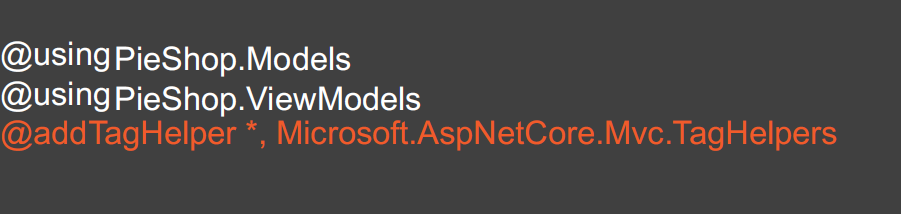 @using PieShop.Models
@using PieShop.ViewModels
@addTagHelper *, Microsoft.AspNetCore.Mvc.TagHelpers